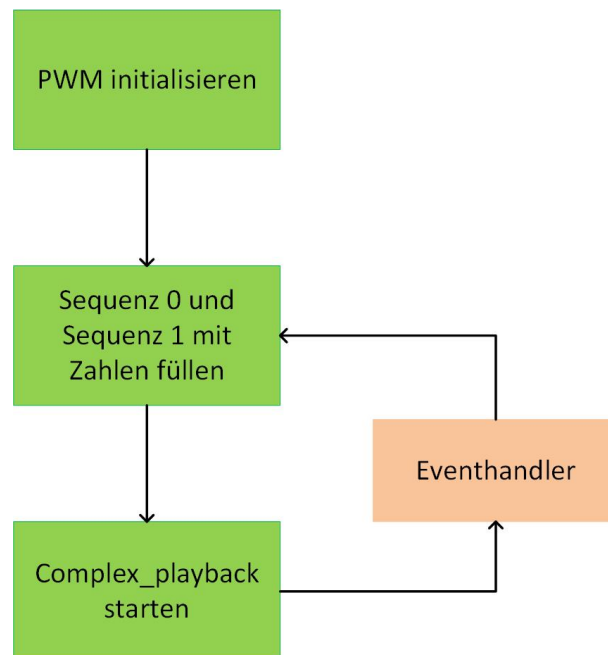 PWM initialisieren
Sequenz 0 und
Sequenz 1 mit
Zahlen füllen
Eventhandler
Complex_playback
starten